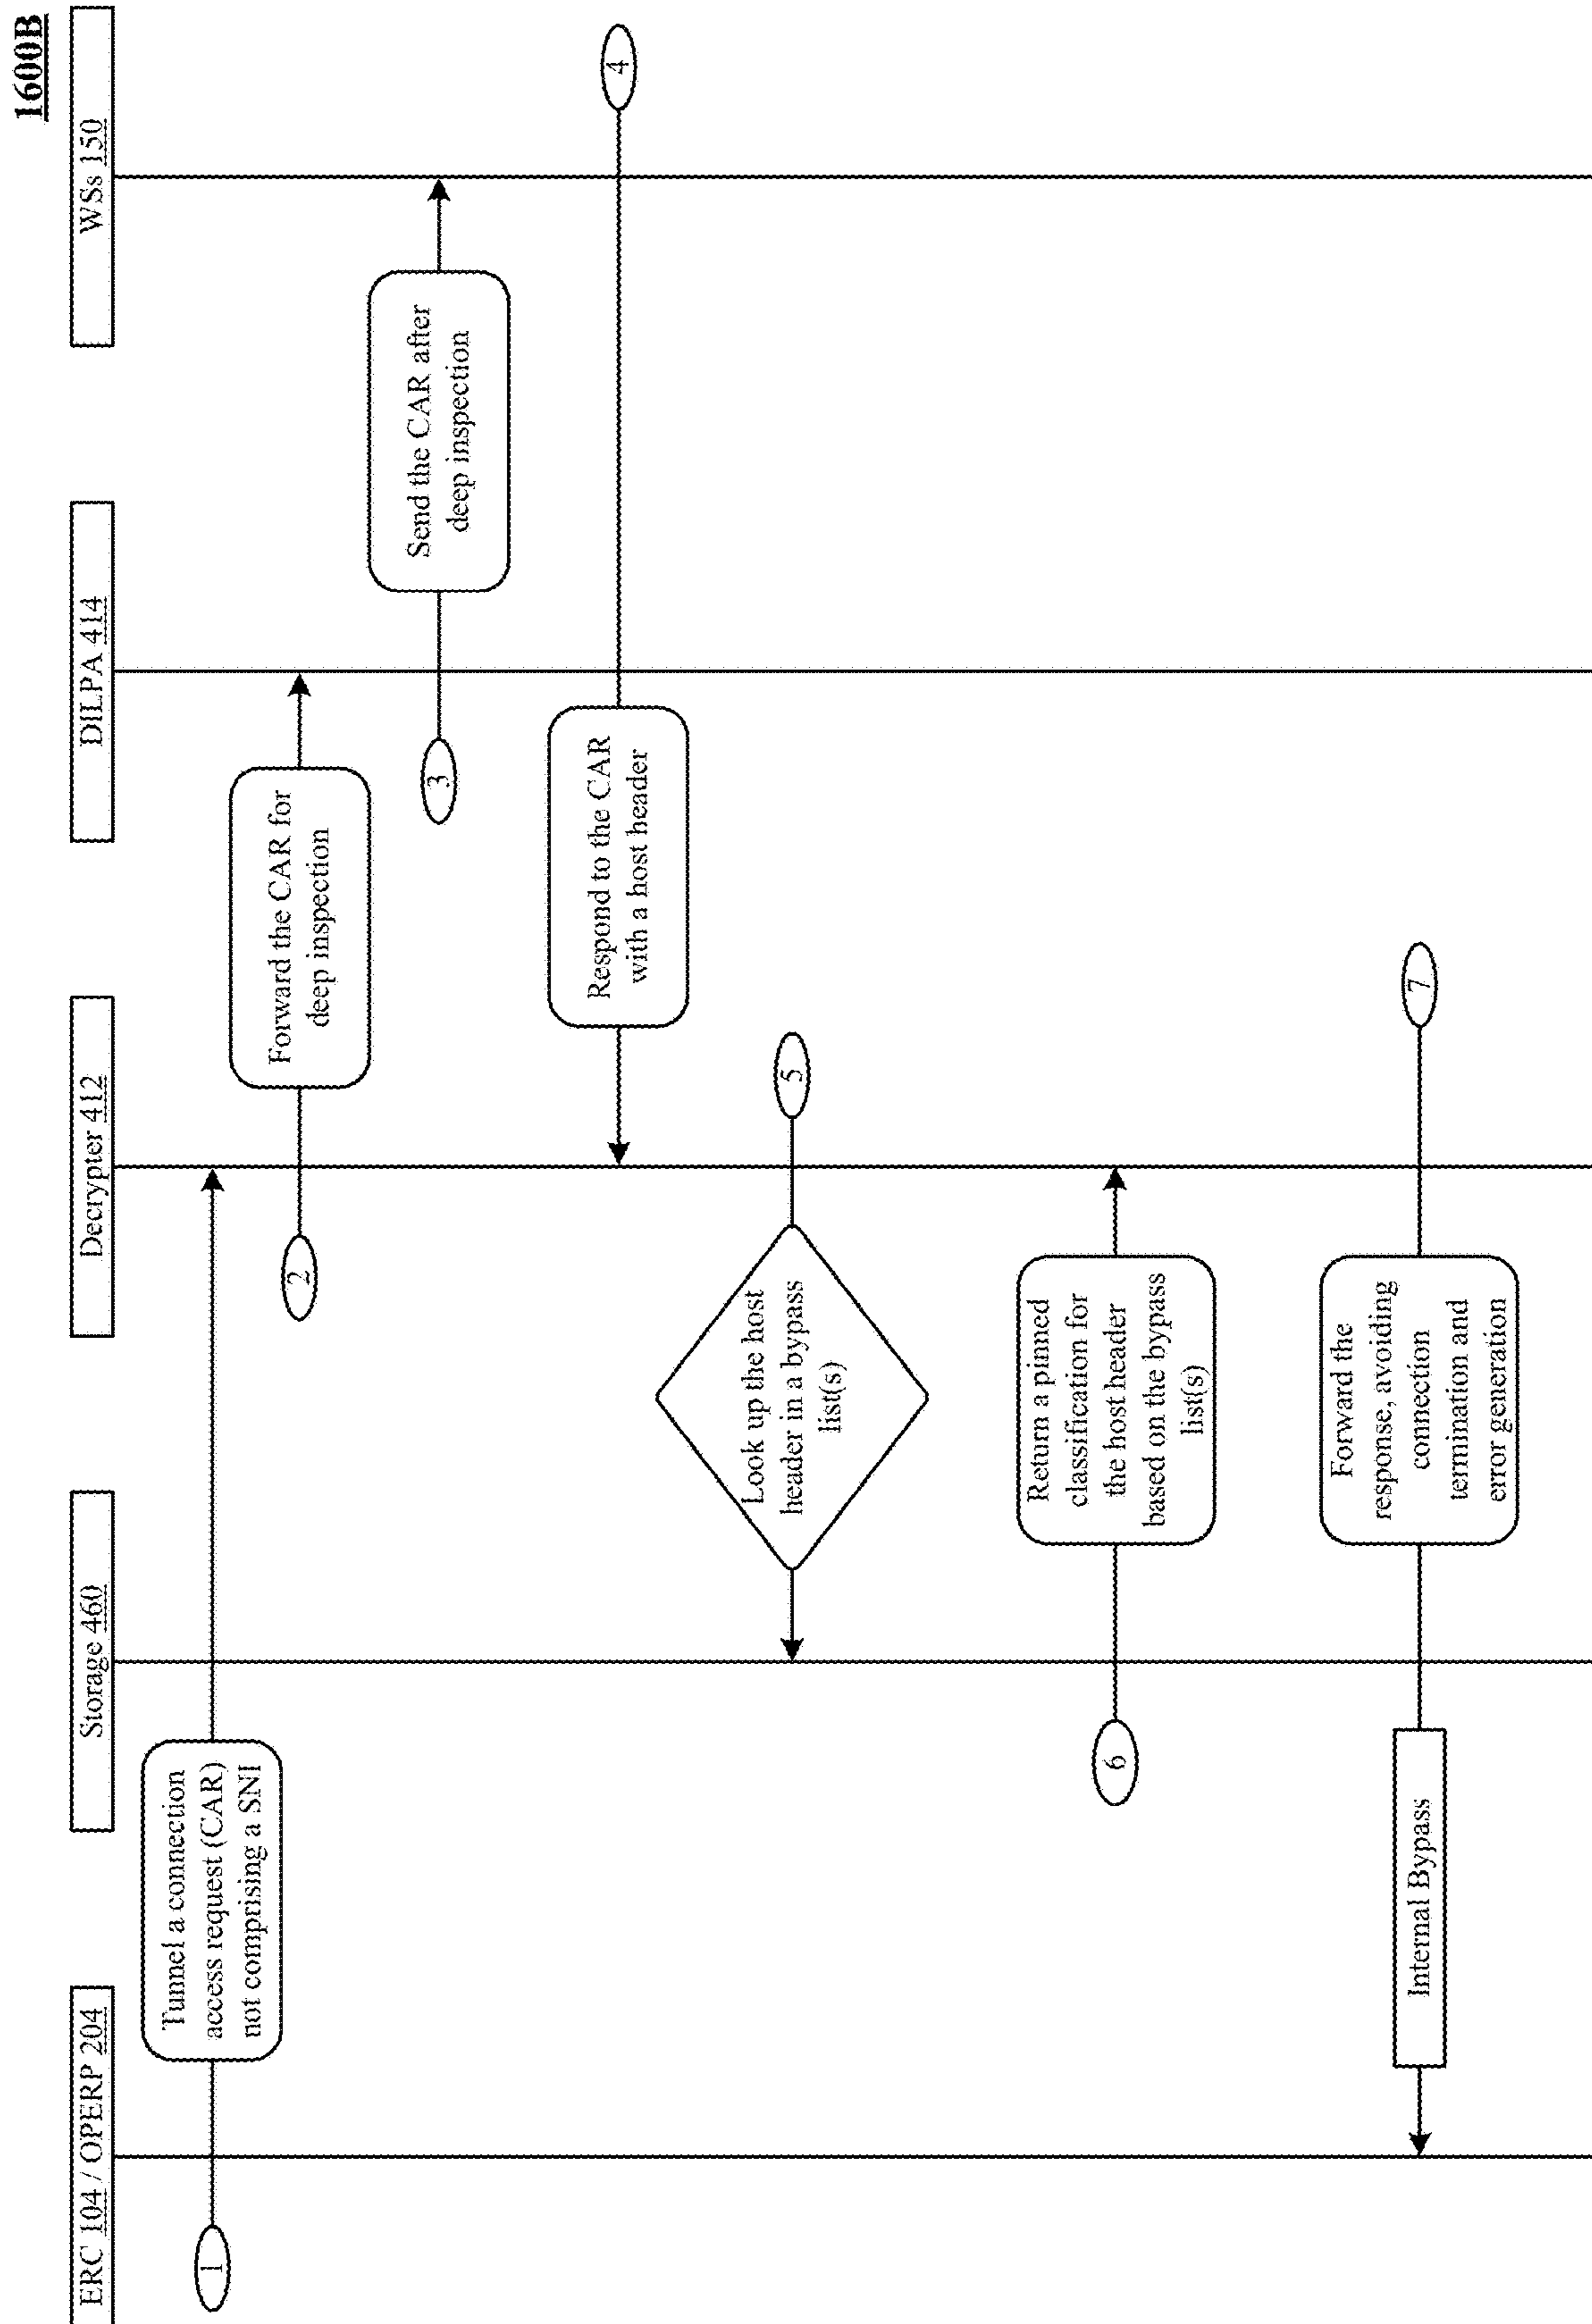 1600B
ERC 104 / OPERP 204
Storage 460
Decrypter 412
DILPA 414
WSs 150
1
Tunnel a connection
access request (CAR)
not comprising a SNI
2
Forward the CAR for
deep inspection
3
Send the CAR after
deep inspection
4
Respond to the CAR
with a host header
5
Look up the host
header in a bypass
list(s)
6
Return a pinned
classification for
the host header
based on the bypass
list(s)
7
Forward the
response, avoiding
connection
termination and
error generation
Internal Bypass